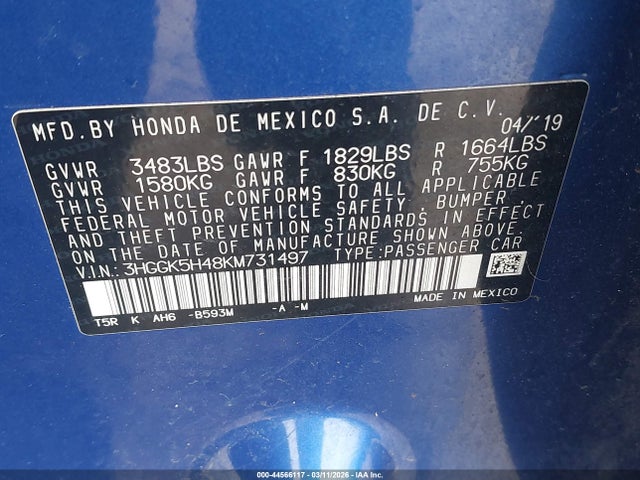 MFD.BY HONDA DE MEXICO S.A. DE C.V.
04/'19
GVWR 3483LBS GAWR F 1829LBS R 1664LBS
GVWR 1580KG GAWR F 830KG R 755KG
THIS VEHICLE CONFORMS TO ALL APPLICABLE
FEDERAL MOTOR VEHICLE SAFETY, BUMPER,
AND THEFT PREVENTION STANDARDS IN EFFECT
ON THE DATE OF MANUFACTURE SHOWN ABOVE.
V.IN: 3HGGK5H48KM731497 TYPE:PASSENGER CAR
MADE IN MEXICO
T5R K AH6 -B593M -A -M
000-44566117 - 03/11/2026 - IAA Inc.